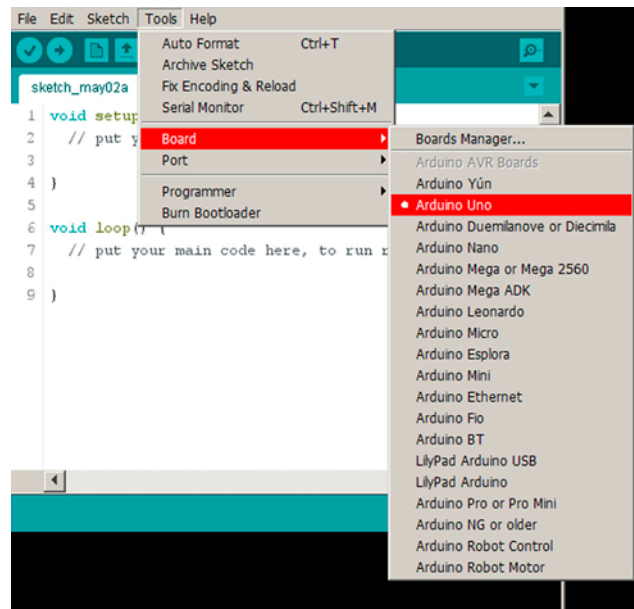 File Edit Sketch Tools Help
sketch_may02a
Auto Format Ctrl+T
Archive Sketch
Fix Encoding & Reload
Serial Monitor Ctrl+Shift+M
Board
Port
Programmer
Burn Bootloader
1 void setup
2 // put y
3
4 }
5
6 void loop() {
7 // put your main code here, to run r
8
9 }
Boards Manager...
Arduino AVR Boards
Arduino Yún
Arduino Uno
Arduino Duemilanove or Diecimila
Arduino Nano
Arduino Mega or Mega 2560
Arduino Mega ADK
Arduino Leonardo
Arduino Micro
Arduino Esplora
Arduino Mini
Arduino Ethernet
Arduino Fio
Arduino BT
LilyPad Arduino USB
LilyPad Arduino
Arduino Pro or Pro Mini
Arduino NG or older
Arduino Robot Control
Arduino Robot Motor